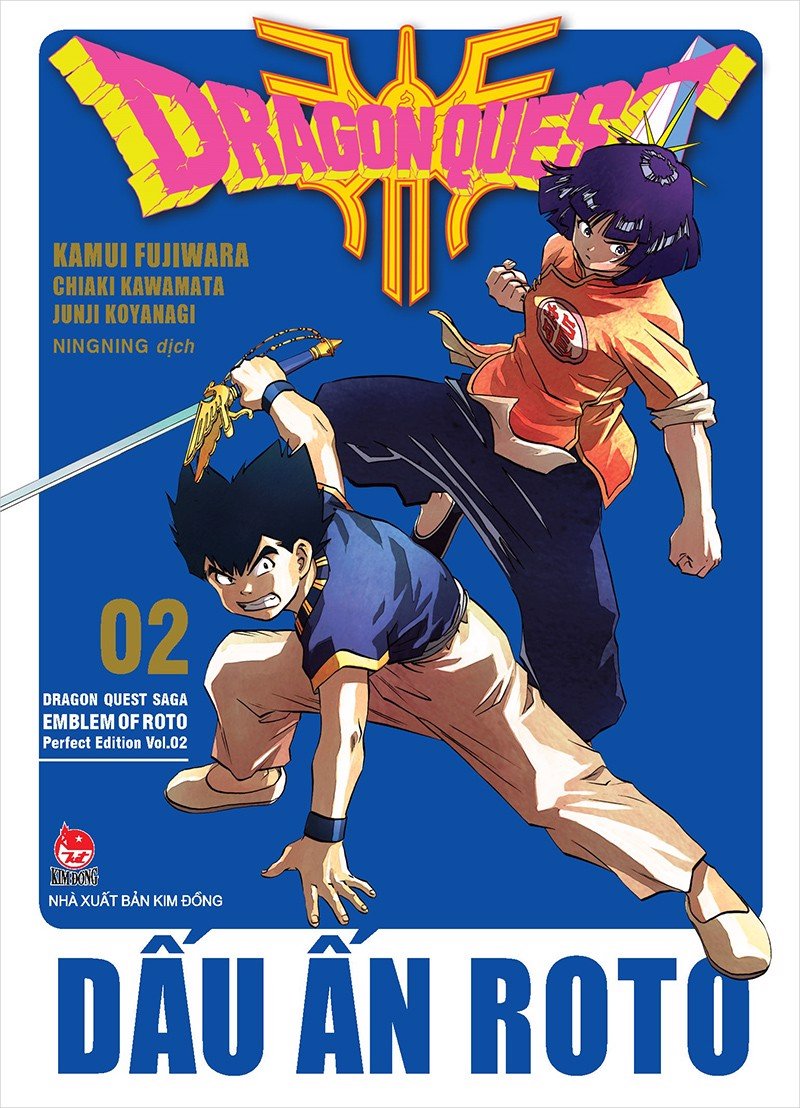 DRAGON QUEST
KAMUI FUJIWARA
CHIAKI KAWAMATA
JUNJI KOYANAGI
NINGNING dịch
02
DRAGON QUEST SAGA
EMBLEM OF ROTO
Perfect Edition Vol.02
KIM ĐỒNG
NHÀ XUẤT BẢN KIM ĐỒNG
DẤU ẤN ROTO